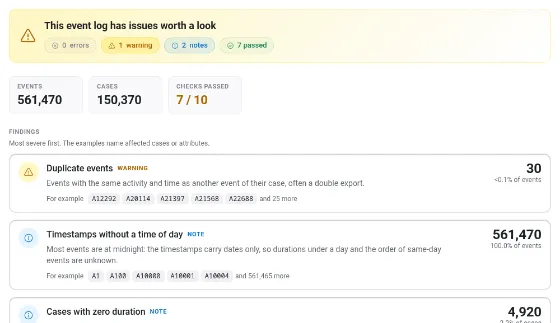 This event log has issues worth a look
0 errors 1 warning 2 notes 7 passed
EVENTS
561,470
CASES
150,370
CHECKS PASSED
7 / 10
FINDINGS
Most severe first. The examples name affected cases or attributes.
Duplicate events WARNING
30
<0.1% of events
Events with the same activity and time as another event of their case, often a double export.
For example A12292 A20114 A21397 A21568 A22688 and 25 more
Timestamps without a time of day NOTE
561,470
100.0% of events
Most events are at midnight: the timestamps carry dates only, so durations under a day and the order of same-day
events are unknown.
For example A1 A100 A10000 A10001 A10004 and 561,465 more
Cases with zero duration NOTE
4,920